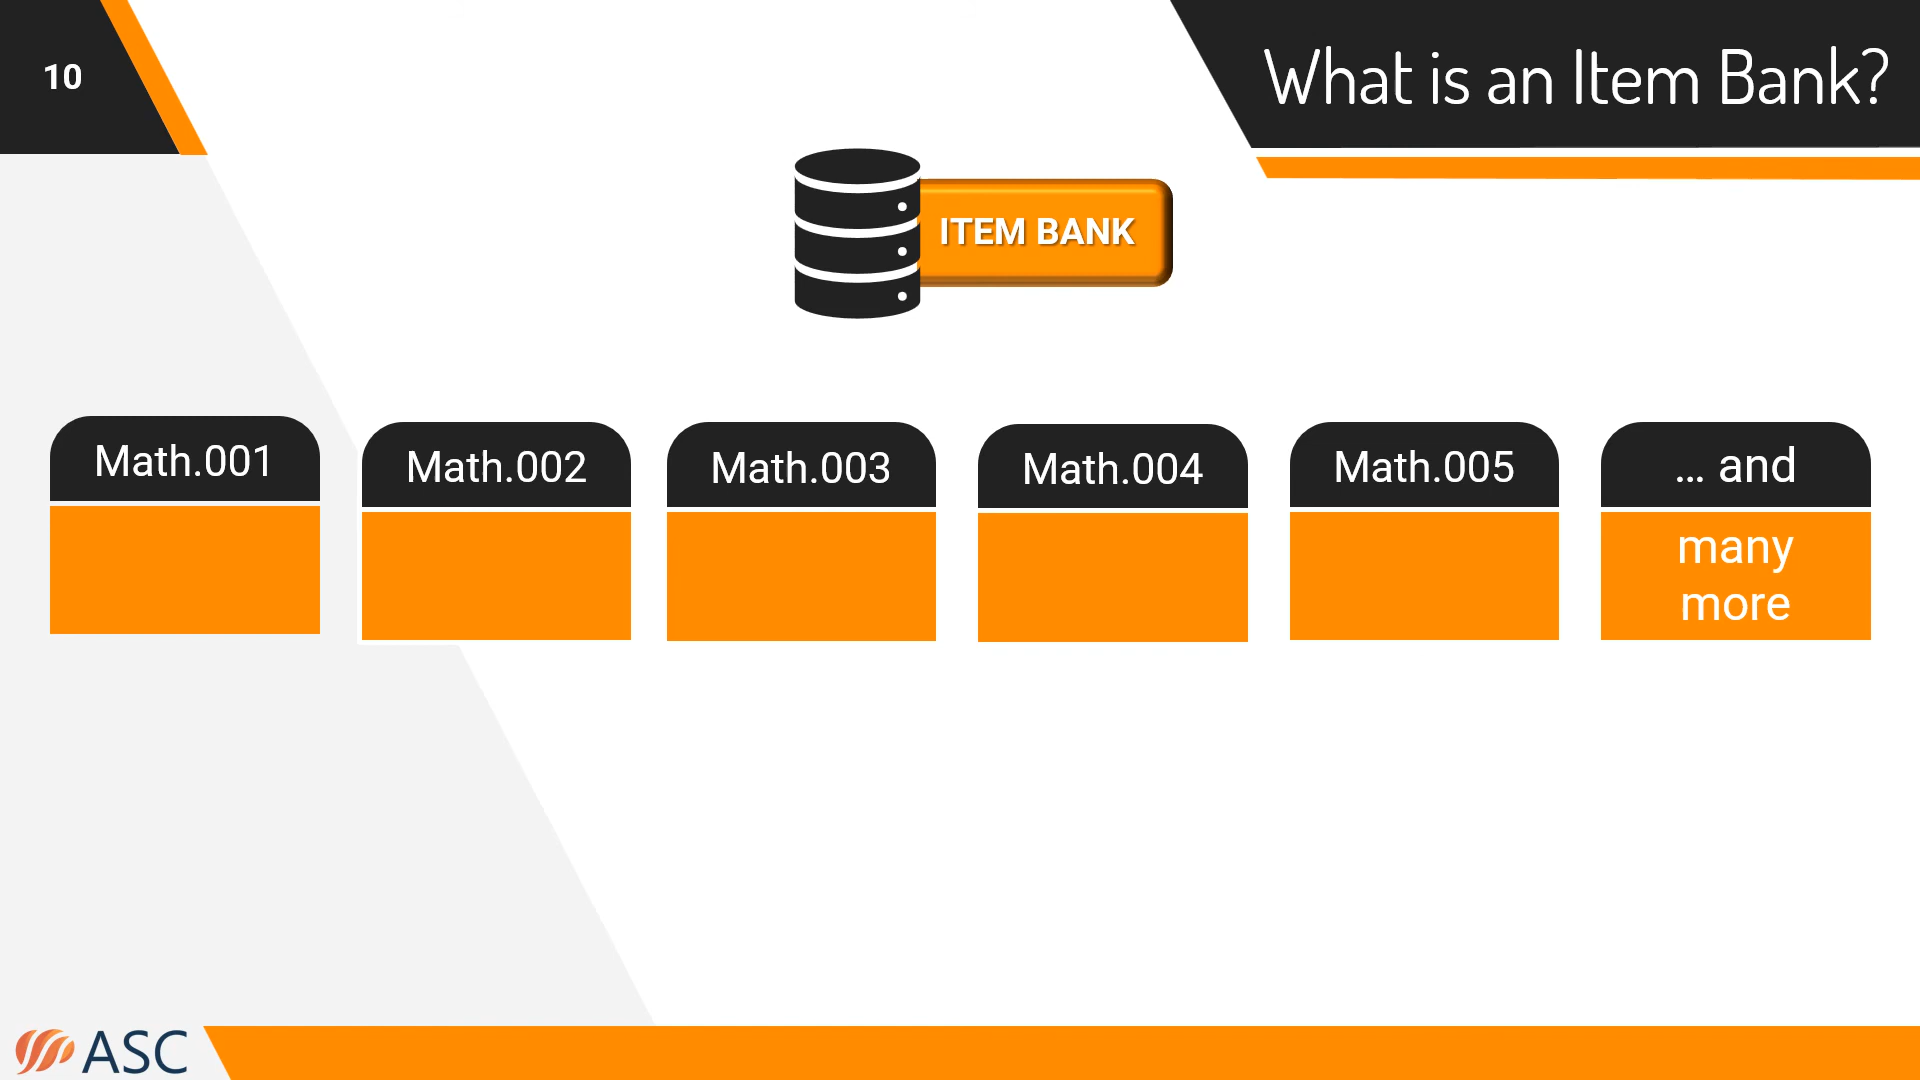 10
What is an Item Bank?
ITEM BANK
Math.001
Math.002
Math.003
Math.004
Math.005
... and
many
more
ASC